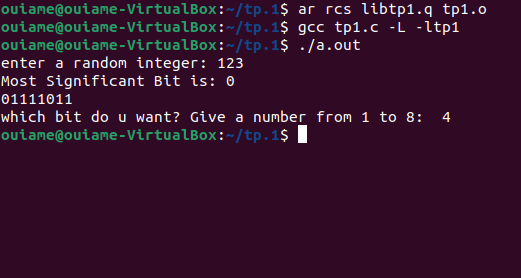 ouiame@ouiame-VirtualBox:~/tp.1$ ar rcs libtp1.q tp1.o
ouiame@ouiame-VirtualBox:~/tp.1$ gcc tp1.c -L -ltp1
ouiame@ouiame-VirtualBox:~/tp.1$ ./a.out
enter a random integer: 123
Most Significant Bit is: 0
01111011
which bit do u want? Give a number from 1 to 8:  4
ouiame@ouiame-VirtualBox:~/tp.1$